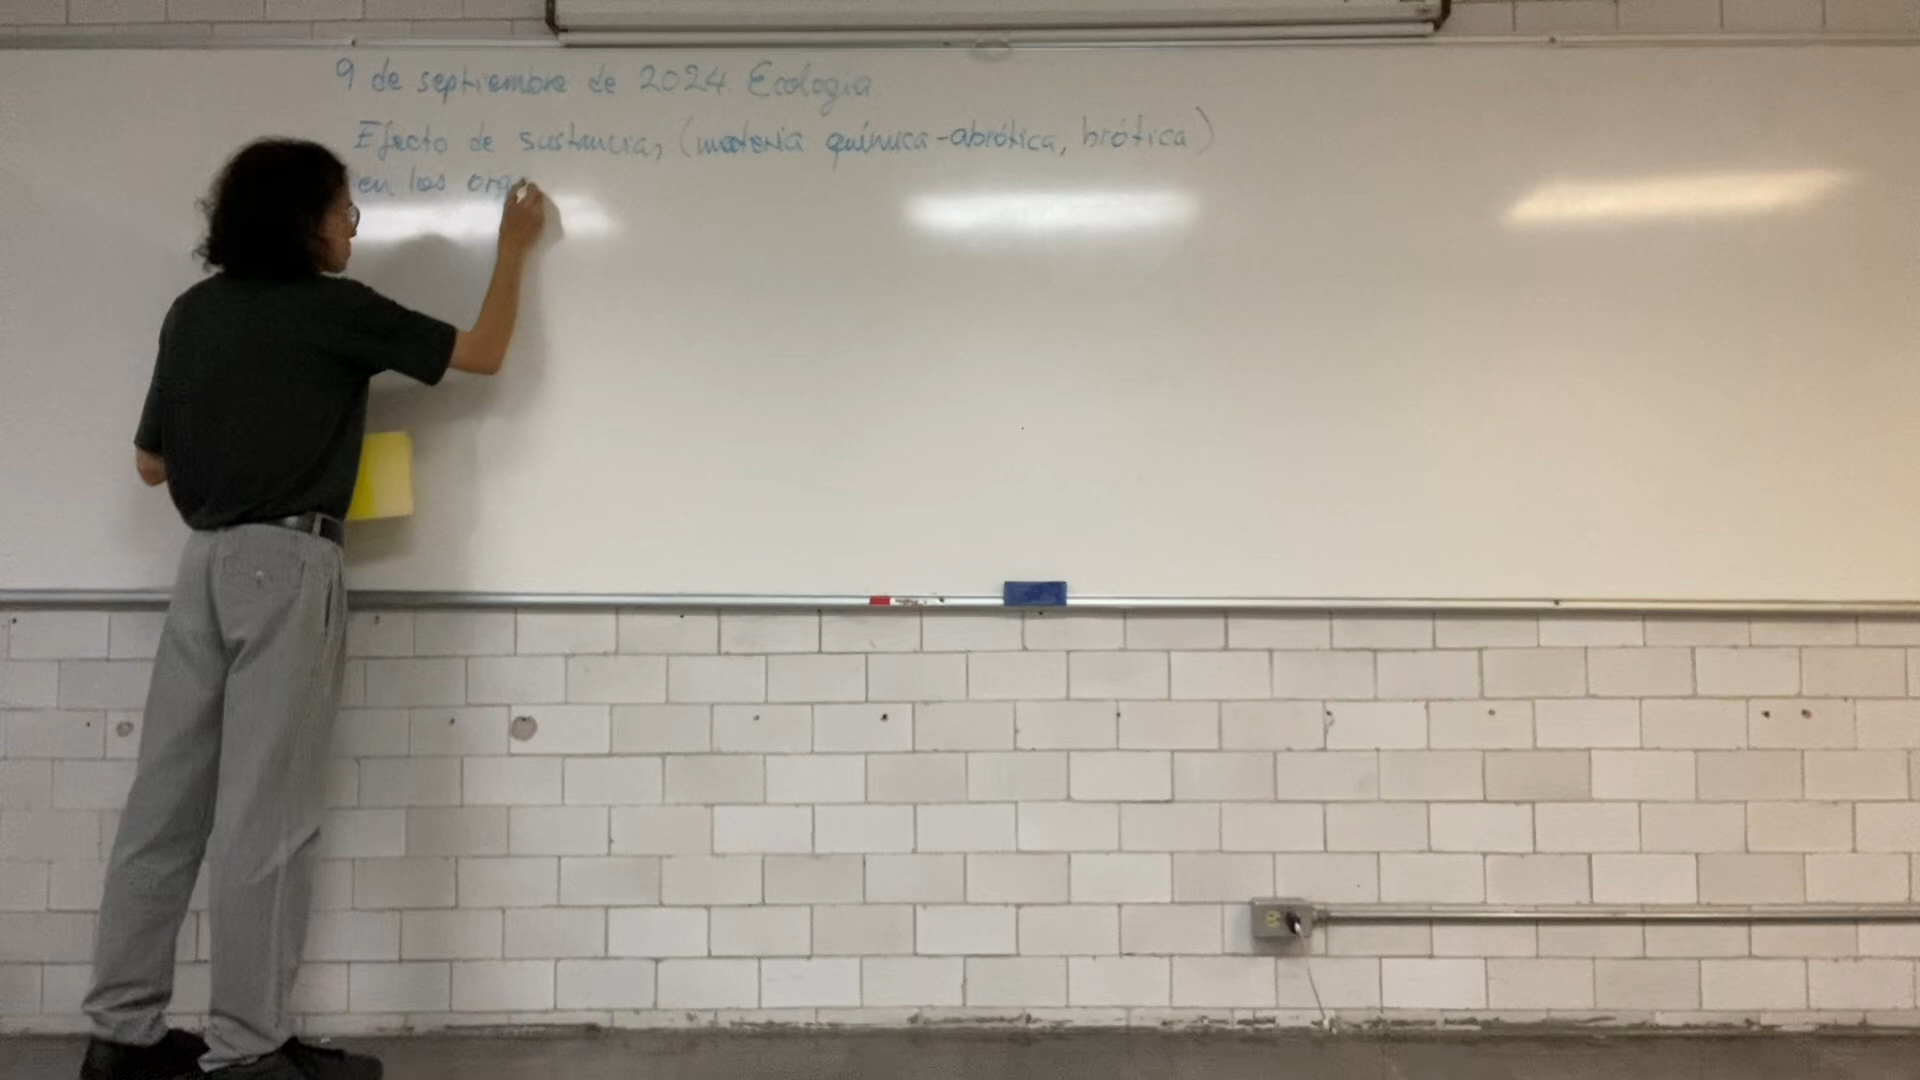 9 de septiembre de 2024. Ecología
Efecto de sustancias (materia química-abiótica, biótica)
en los org